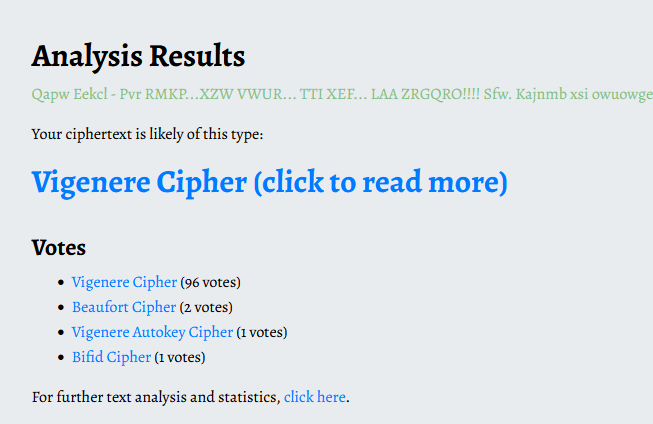 Analysis Results
Qapw Eekcl - Pvr RMKP...XZW VWUR... TTI XEF... LAA ZRGQRO!!!! Sfw. Kajnmb xsi owuowge
Your ciphertext is likely of this type:
Vigenere Cipher (click to read more)
Votes
• Vigenere Cipher (96 votes)
• Beaufort Cipher (2 votes)
• Vigenere Autokey Cipher (1 votes)
• Bifid Cipher (1 votes)
For further text analysis and statistics, click here.